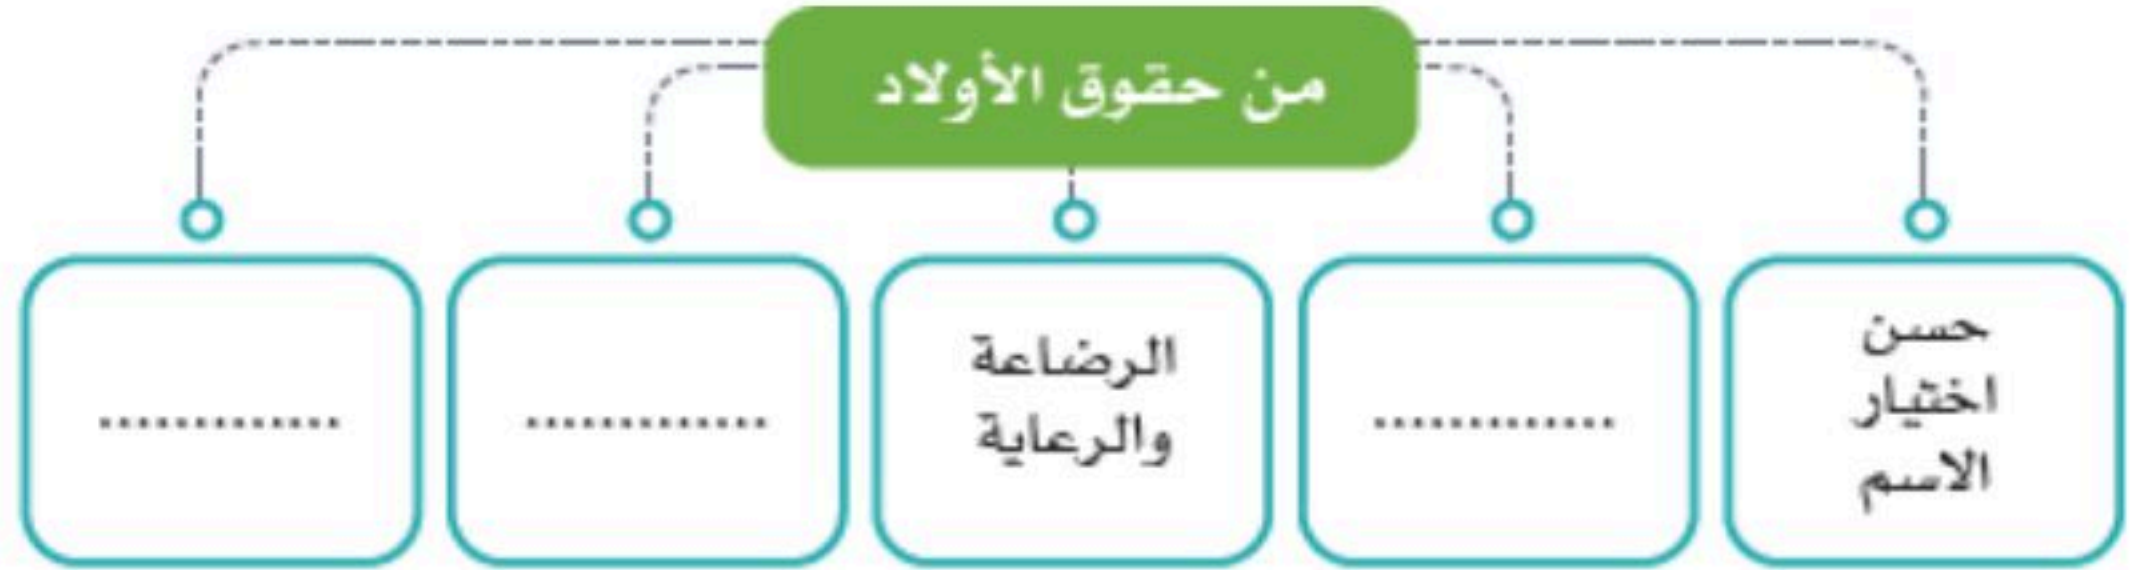 من حقوق الأولاد
حسن
اختيار
الاسم
.............
الرضاعة
والرعاية
.............
.............